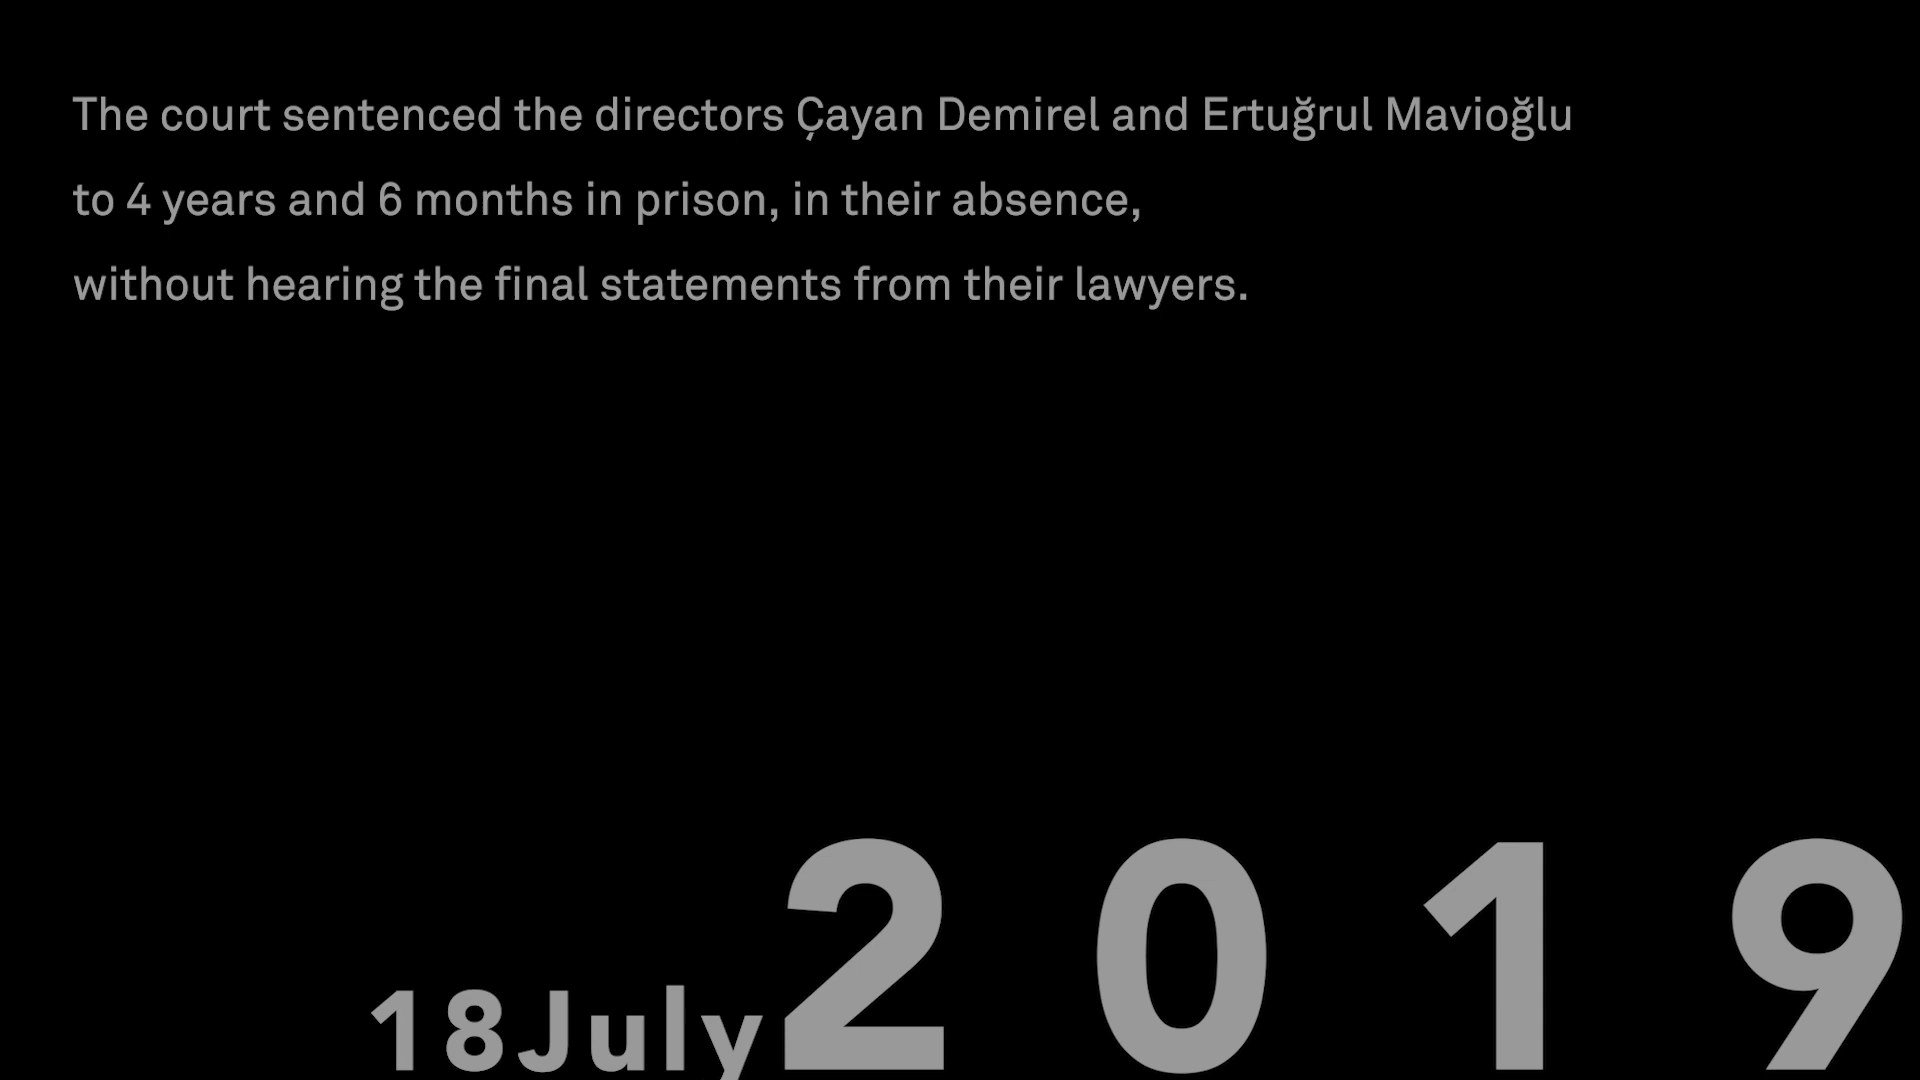 The court sentenced the directors Çayan Demirel and Ertuğrul Mavioğlu
to 4 years and 6 months in prison, in their absence,
without hearing the final statements from their lawyers.
18July2019